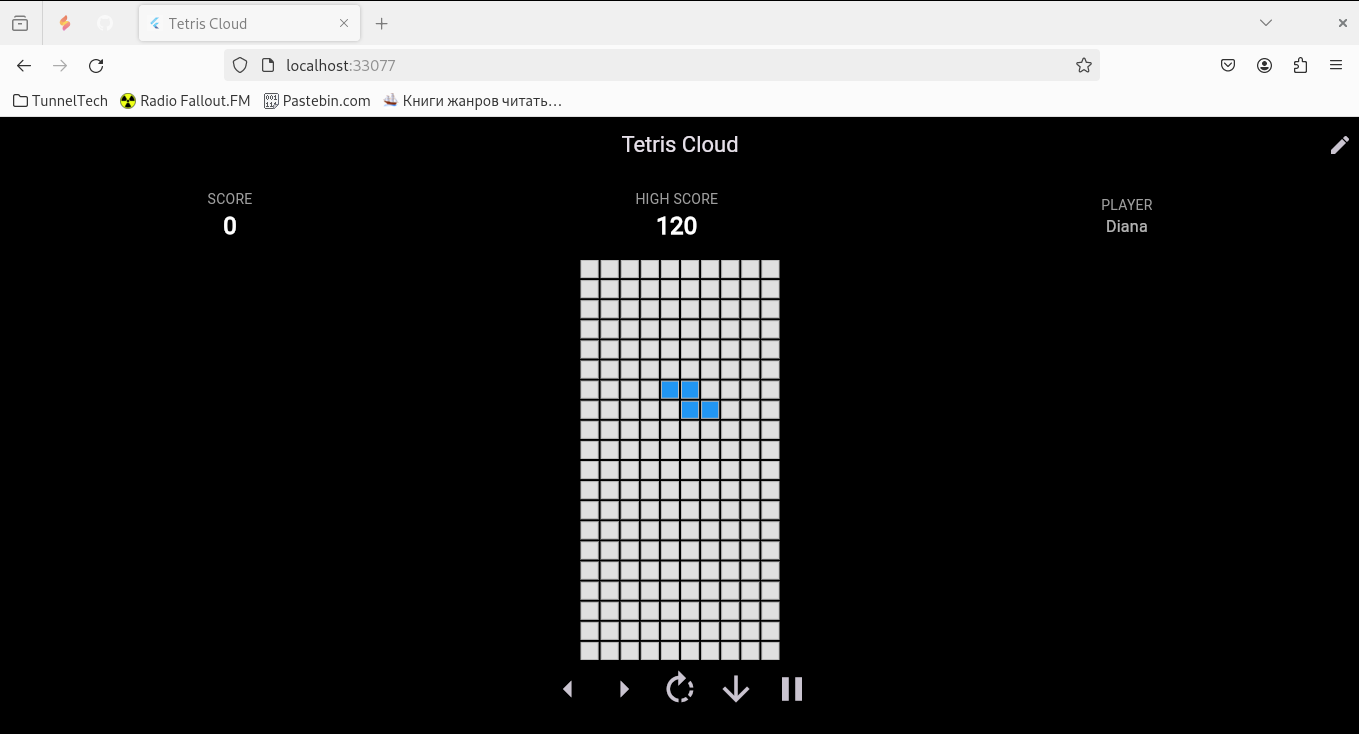 Tetris Cloud
localhost:33077
TunnelTech Radio Fallout.FM Pastebin.com Книги жанров читать…
Tetris Cloud
SCORE
0
HIGH SCORE
120
PLAYER
Diana